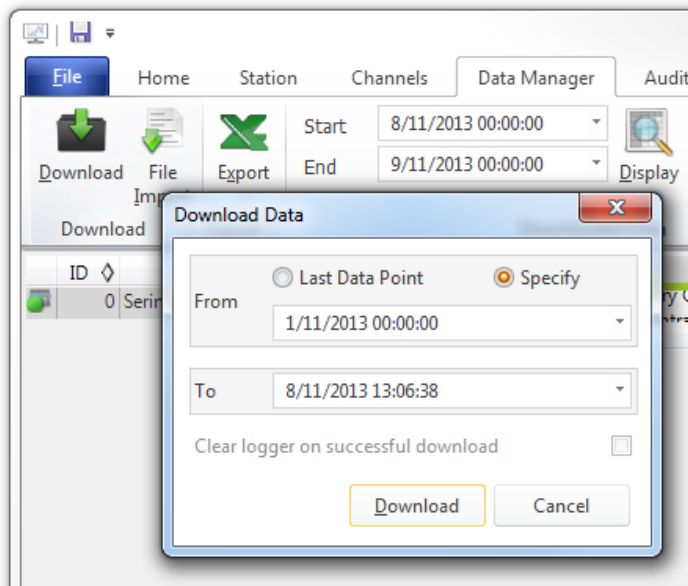 File Home Station Channels Data Manager Audit
Start 8/11/2013 00:00:00
Download File Export End 9/11/2013 00:00:00 Display
Download
Download Data
ID
0
Last Data Point Specify
From
1/11/2013 00:00:00
To 8/11/2013 13:06:38
Clear logger on successful download
Download Cancel